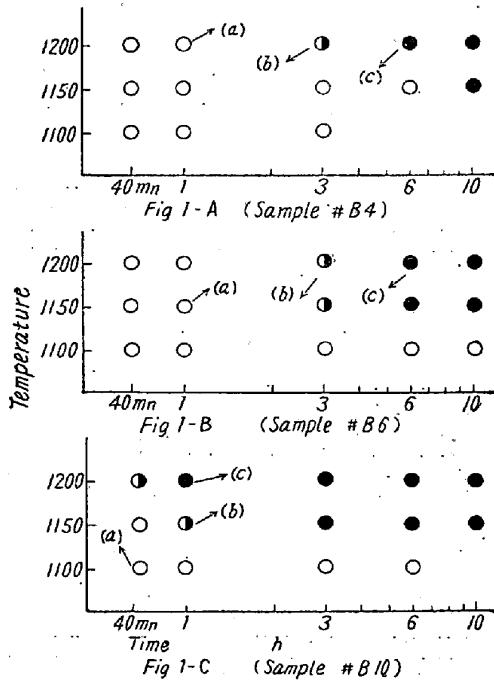 (a)
1200
(b)
(c)
1150
1100
40mn 1 3 6 10
Fig 1-A (Sample #B4)
1200
(a)
(b)
(c)
1150
1100
Temperature
40mn 1 3 6 10
Fig 1-B (Sample #B6)
1200
(c)
1150
(b)
(a)
1100
40mn 1 3 6 10
Time h
Fig 1-C (Sample #B10)